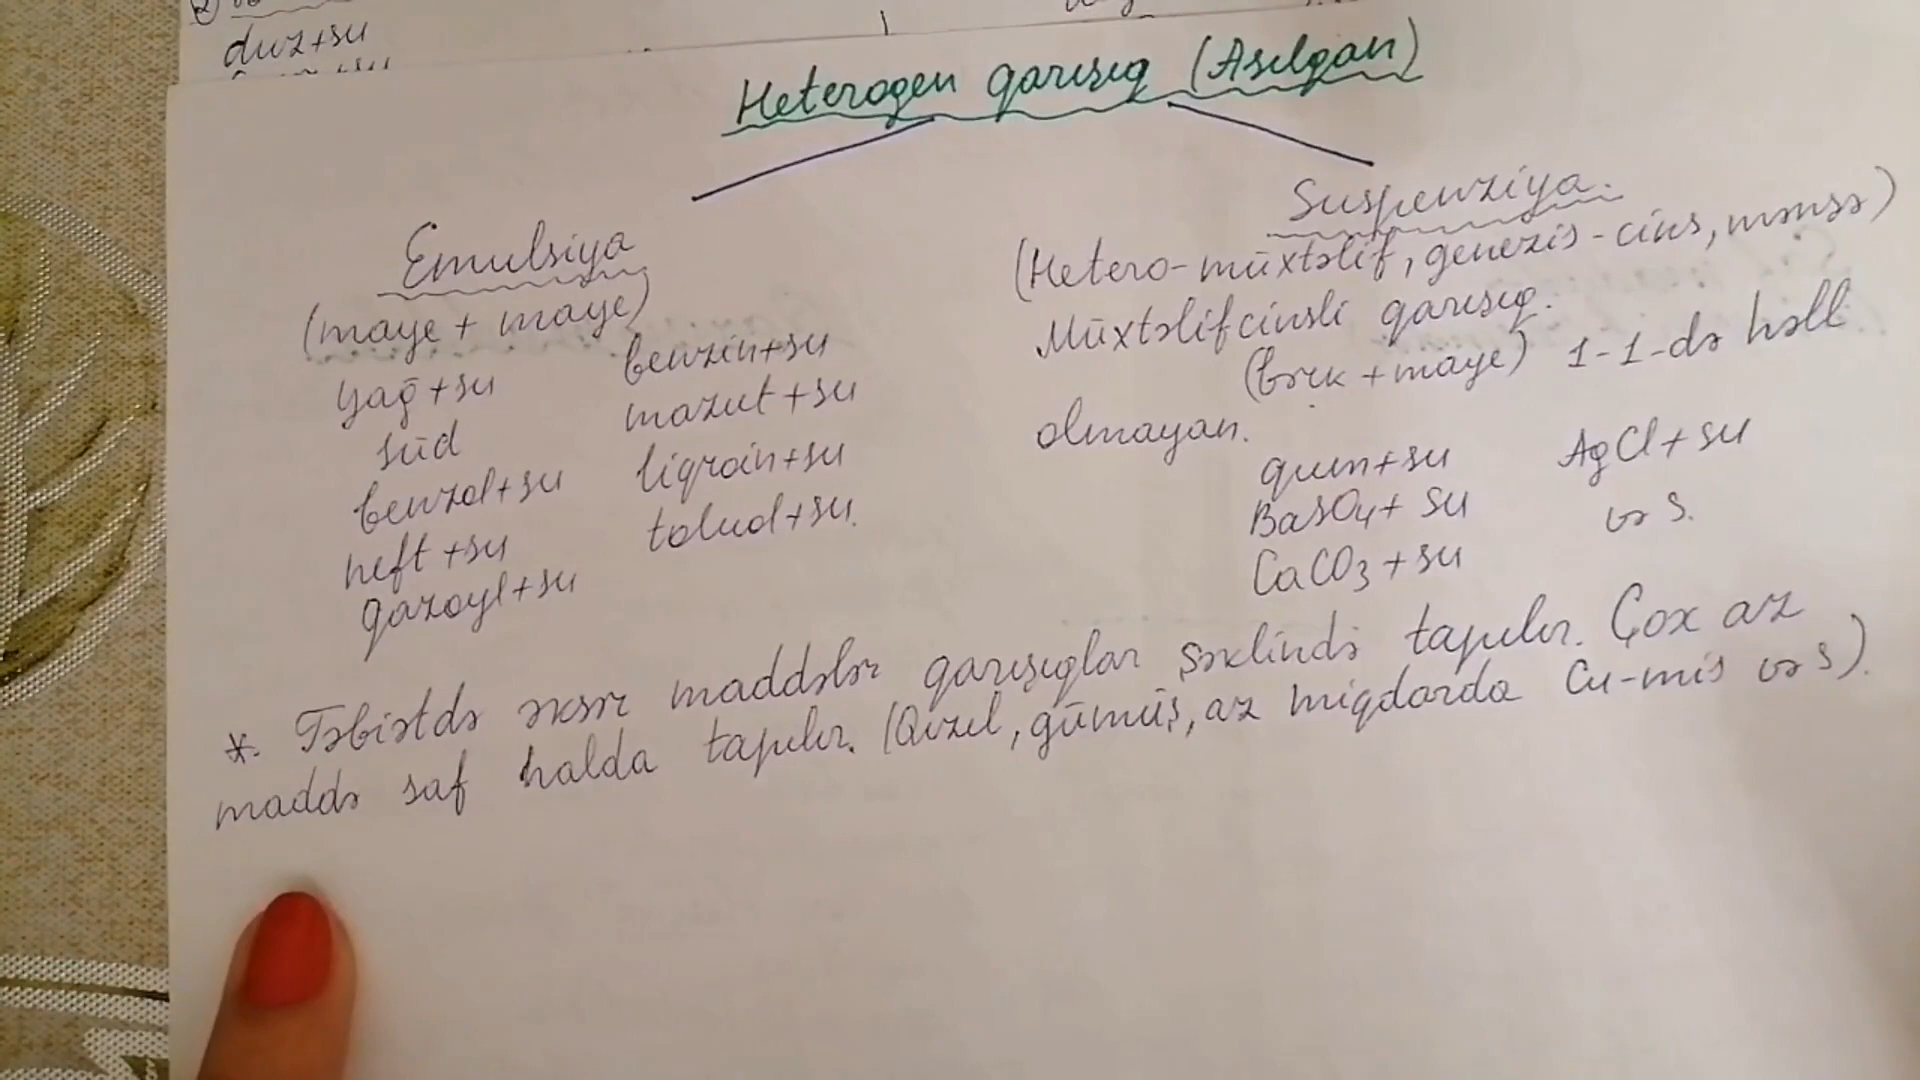 duz+su
Heterogen qarışıq (Asılqan)
Emulsiya
(maye + maye)
yağ+su
süd
benzol+su
neft+su
qazoyl+su
benzin+su
mazut+su
liqroin+su
toluol+su.
Suspenziya.
(Hetero-müxtəlif, genezis-cins, mənşə)
Müxtəlifcinsli qarışıq.
(bərk+maye) 1-1-də həll
olmayan.
qum+su
BaSO4+ su
CaCO3+su
AgCl+su
və s.
*. Təbiətdə əksər maddələr qarışıqlar şəklində tapılır. Çox az
maddə saf halda tapılır. (Qızıl, gümüş, az miqdarda Cu-mis və s).